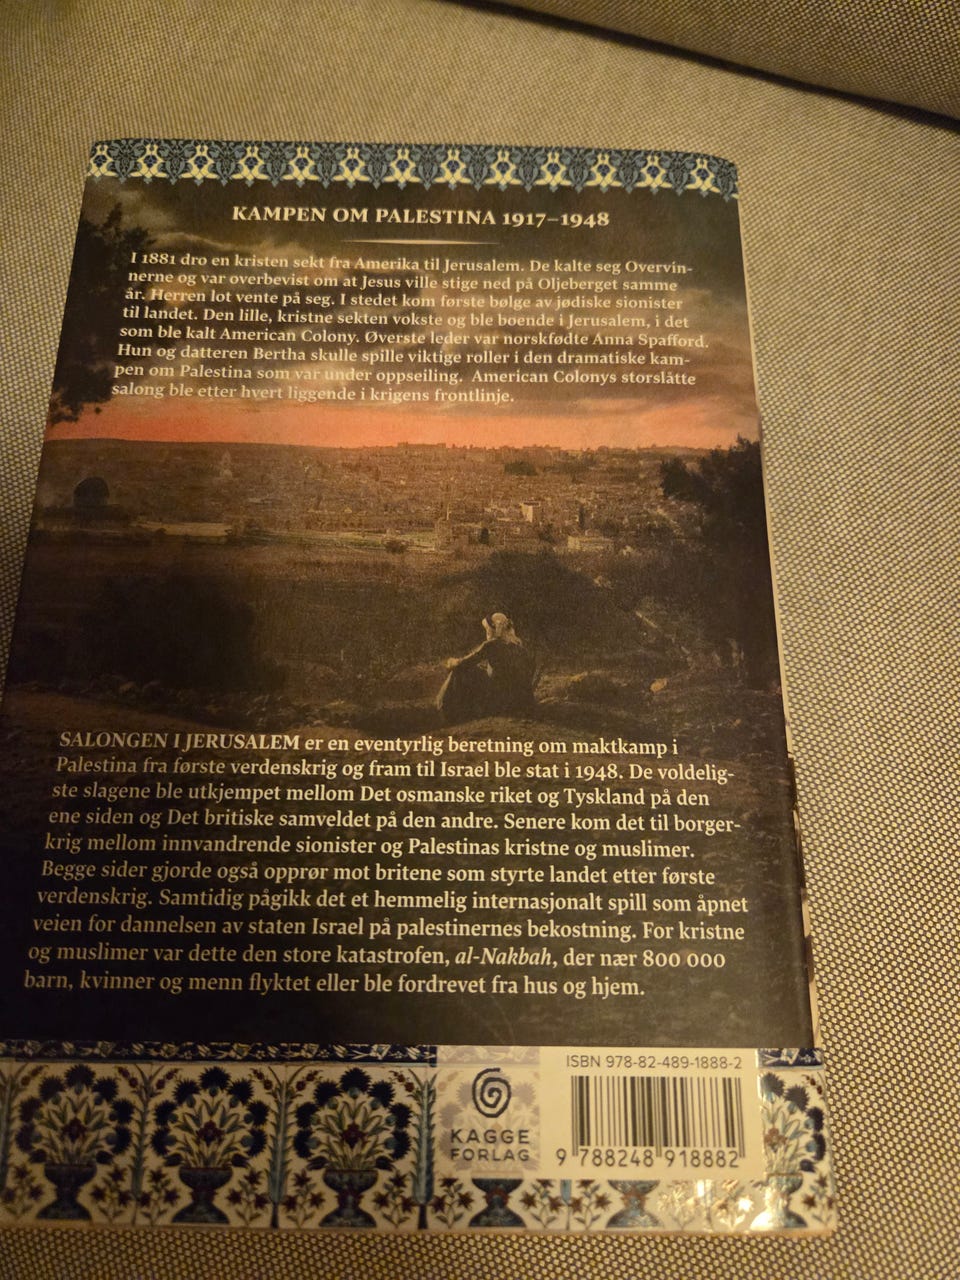 KAMPEN OM PALESTINA 1917–1948
I 1881 dro en kristen sekt fra Amerika til Jerusalem. De kalte seg Overvin-
nerne og var overbevist om at Jesus ville stige ned på Oljeberget samme
år. Herren lot vente på seg. I stedet kom første bølge av jødiske sionister
til landet. Den lille, kristne sekten vokste og ble boende i Jerusalem, i det
som ble kalt American Colony. Øverste leder var norskfødte Anna Spafford.
Hun og datteren Bertha skulle spille viktige roller i den dramatiske kam-
pen om Palestina som var under oppseiling. American Colonys storslåtte
salong ble etter hvert liggende i krigens frontlinje.
SALONGEN I JERUSALEM er en eventyrlig beretning om maktkamp i
Palestina fra første verdenskrig og fram til Israel ble stat i 1948. De voldelig-
ste slagene ble utkjempet mellom Det osmanske riket og Tyskland på den
ene siden og Det britiske samveldet på den andre. Senere kom det til borger-
krig mellom innvandrende sionister og Palestinas kristne og muslimer.
Begge sider gjorde også opprør mot britene som styrte landet etter første
verdenskrig. Samtidig pågikk det et hemmelig internasjonalt spill som åpnet
veien for dannelsen av staten Israel på palestinernes bekostning. For kristne
og muslimer var dette den store katastrofen, al-Nakbah, der nær 800 000
barn, kvinner og menn flyktet eller ble fordrevet fra hus og hjem.
ISBN 978-82-489-1888-2
KAGGE
FORLAG
9 788248 918882